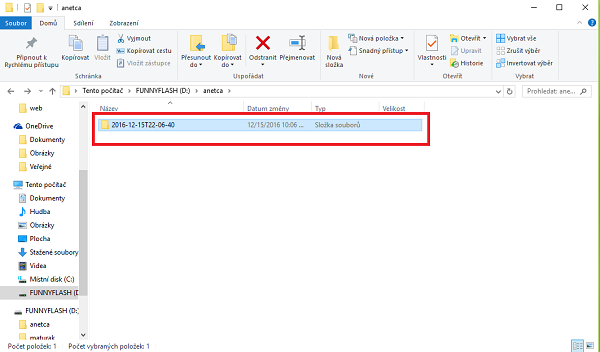 anetca
Soubor Domů Sdílení Zobrazení
Připnout k Rychlému přístupu
Kopírovat
Vložit
Vyjmout
Kopírovat cestu
Vložit zástupce
Schránka
Přesunout do
Kopírovat do
Odstranit
Přejmenovat
Uspořádat
Nová složka
Nová položka
Snadný přístup
Nové
Vlastnosti
Otevřít
Upravit
Historie
Otevřít
Vybrat vše
Zrušit výběr
Invertovat výběr
Vybrat
Tento počítač > FUNNYFLASH (D:) > anetca >
Prohledat: ane...
Název Datum změny Typ Velikost
2016-12-15T22-06-40 12/15/2016 10:06 ... Složka souborů
web
OneDrive
Dokumenty
Obrázky
Veřejné
Tento počítač
Dokumenty
Hudba
Obrázky
Plocha
Stažené soubory
Videa
Místní disk (C:)
FUNNYFLASH (D
FUNNYFLASH (D:)
anetca
maturak
Počet položek: 1 Počet vybraných položek: 1